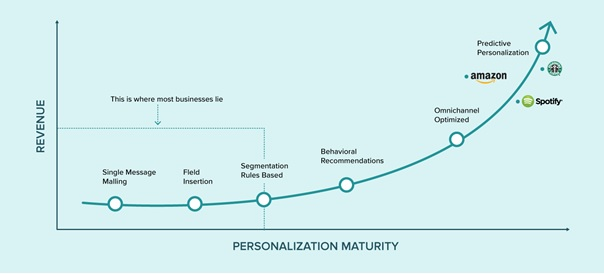 Predictive
Personalization
amazon
Spotify
Omnichannel
Optimized
This is where most businesses lie
Behavioral
Recommendations
Segmentation
Rules Based
Single Message
Mailing
Field
Insertion
REVENUE
PERSONALIZATION MATURITY